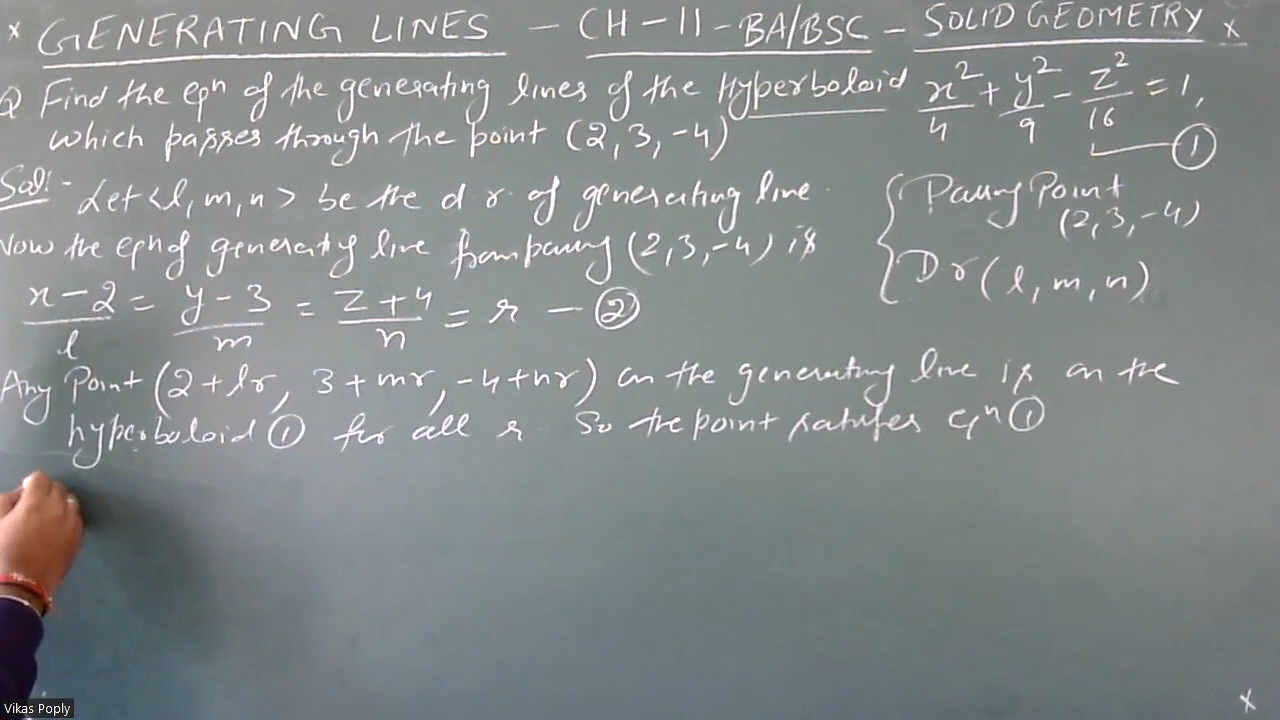 x GENERATING LINES - CH-11 - BA/BSC - SOLID GEOMETRY x
Q Find the eqn of the generating lines of the Hyperboloid x²/4 + y²/9 - z²/16 = 1,
which passes through the point (2, 3, -4) ①
Sol:- Let <l, m, n> be the d.r. of generating line.
Now the eqn of generating line passing (2, 3, -4) is
Passing Point
(2, 3, -4)
Dr (l, m, n)
x-2/l = y-3/m = z+4/n = r - ②
Any Point (2+lr, 3+mr, -4+nr) on the generating line is on the
hyperboloid ① for all r So the point satisfies eqn ①
x
Vikas Poply